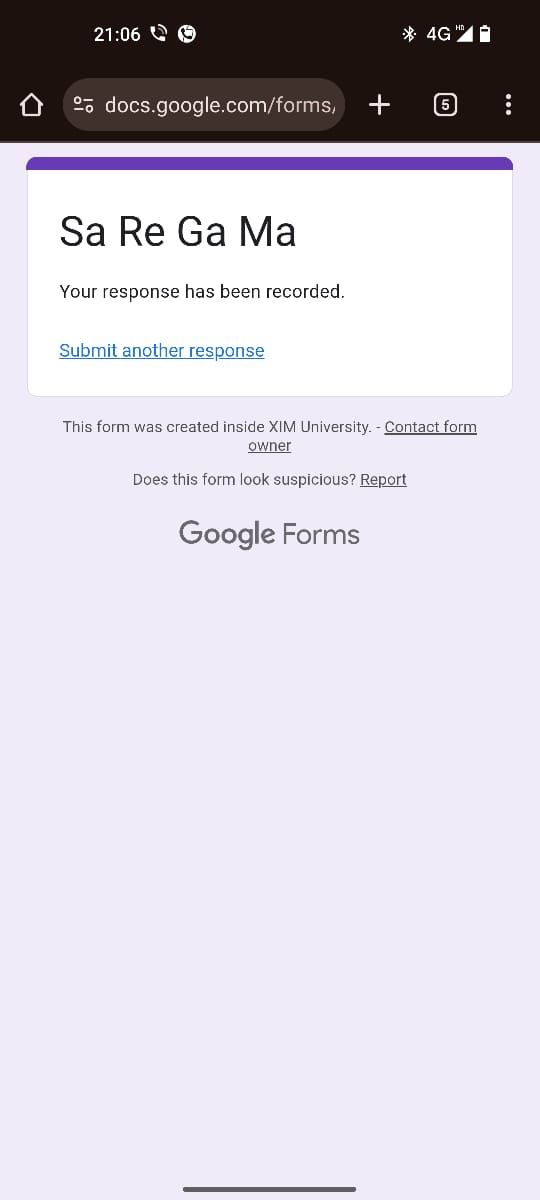 21:06
4G HD
docs.google.com/forms/
5
Sa Re Ga Ma
Your response has been recorded.
Submit another response
This form was created inside XIM University. - Contact form
owner
Does this form look suspicious? Report
Google Forms